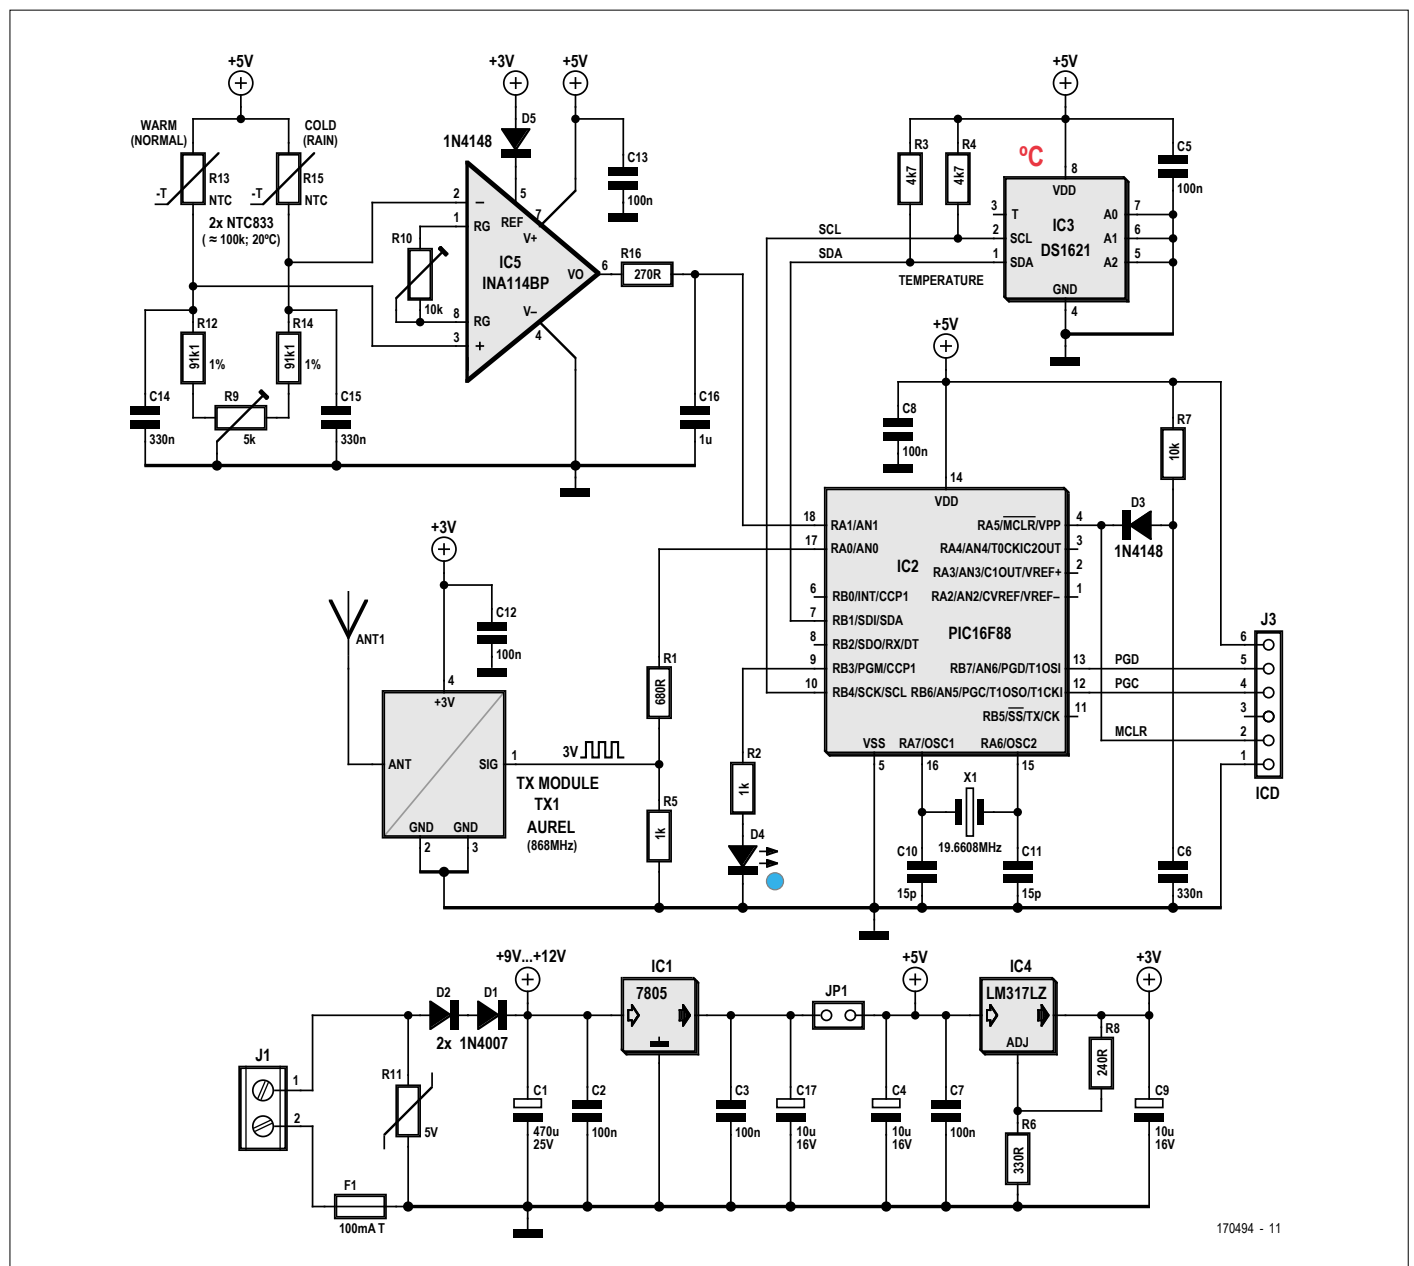 +5V
+3V
+5V
+5V
WARM
(NORMAL)
COLD
(RAIN)
1N4148
D5
C13
100n
R3
4k7
R4
4k7
ºC
C5
100n
-T
R13
NTC
-T
R15
NTC
2x NTC833
( ≈ 100k; 20ºC)
2
1
8
3
5
7
6
4
–
RG
REF
V+
IC5
INA114BP
VO
V–
RG
+
R10
10k
R16
270R
8
VDD
3
T
2
SCL
1
SDA
IC3
DS1621
A0
7
A1
6
A2
5
GND
4
SCL
SDA
TEMPERATURE
R12
91k1
1%
R14
91k1
1%
C14
330n
R9
5k
C15
330n
C16
1u
+5V
C8
100n
R7
10k
14
VDD
18
RA1/AN1
17
RA0/AN0
6
RB0/INT/CCP1
7
RB1/SDI/SDA
8
RB2/SDO/RX/DT
9
RB3/PGM/CCP1
10
RB4/SCK/SCL
IC2
PIC16F88
RA5/MCLR/VPP
4
RA4/AN4/T0CKIC2OUT
3
RA3/AN3/C1OUT/VREF+
2
RA2/AN2/CVREF/VREF–
1
RB7/AN6/PGD/T1OSI
13
RB6/AN5/PGC/T1OSO/T1CKI
12
RB5/SS/TX/CK
11
VSS
5
RA7/OSC1
16
RA6/OSC2
15
D3
1N4148
PGD
PGC
MCLR
J3
6
5
4
3
2
1
ICD
+3V
ANT1
C12
100n
4
+3V
ANT
SIG
1
GND
2
GND
3
3V
TX MODULE
TX1
AUREL
(868MHz)
R1
680R
R5
1k
R2
1k
D4
X1
19.6608MHz
C10
15p
C11
15p
C6
330n
+9V...+12V
+5V
+3V
D2
D1
2x 1N4007
IC1
7805
JP1
IC4
LM317LZ
ADJ
R8
240R
J1
1
2
R11
5V
C1
470u
25V
C2
100n
C3
100n
C17
10u
16V
C4
10u
16V
C7
100n
R6
330R
C9
10u
16V
F1
100mA T
170494 - 11